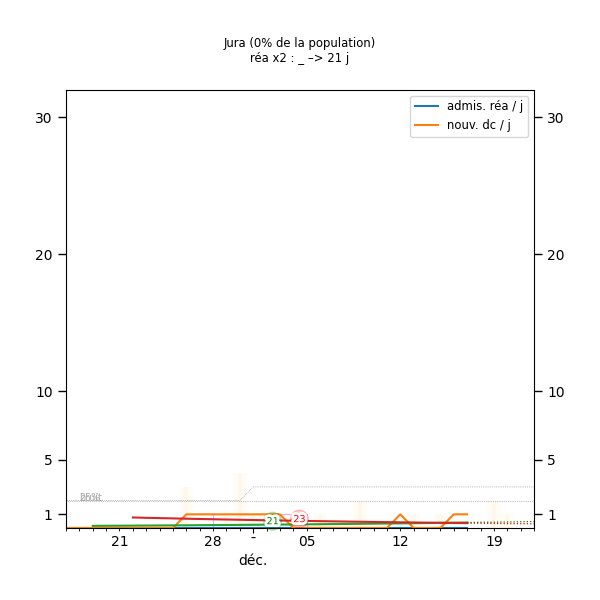 Jura (0% de la population)
réa x2 : _ –> 21 j
admis. réa / j
nouv. dc / j
30 30
20 20
10 10
5 5
1 1
21 23
21 28 - 05 12 19
déc.